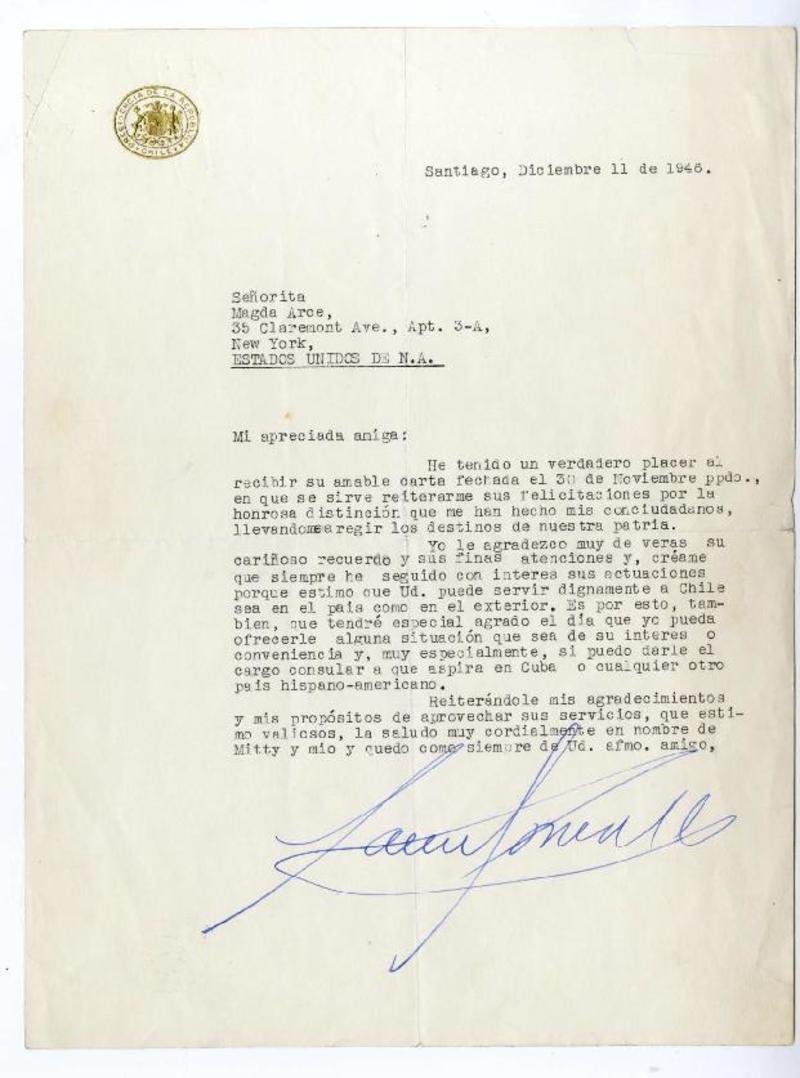 PRESIDENCIA DE LA REPUBLICA
CHILE
Santiago, Diciembre 11 de 1946.
Señorita
Magda Arce,
35 Claremont Ave., Apt. 3-A,
New York,
ESTADOS UNIDOS DE N.A.
Mi apreciada amiga:
He tenido un verdadero placer al
recibir su amable carta fechada el 30 de Noviembre ppdo.,
en que se sirve reiterarme sus felicitaciones por la
honrosa distinción que me han hecho mis conciudadanos,
llevandome a regir los destinos de nuestra patria.
Yo le agradezco muy de veras su
cariñoso recuerdo y sus finas atenciones y, créame
que siempre he seguido con interes sus actuaciones
porque estimo que Ud. puede servir dignamente a Chile
sea en el pais como en el exterior. Es por esto, tam-
bien, que tendré especial agrado el día que yo pueda
ofrecerle alguna situación que sea de su interes o
conveniencia y, muy especialmente, si puedo darle el
cargo consular a que aspira en Cuba o cualquier otro
pais hispano-americano.
Reiterándole mis agradecimientos
y mis propósitos de aprovechar sus servicios, que esti-
mo valiosos, la saludo muy cordialmente en nombre de
Mitty y mio y quedo como siempre de Ud. afmo. amigo,